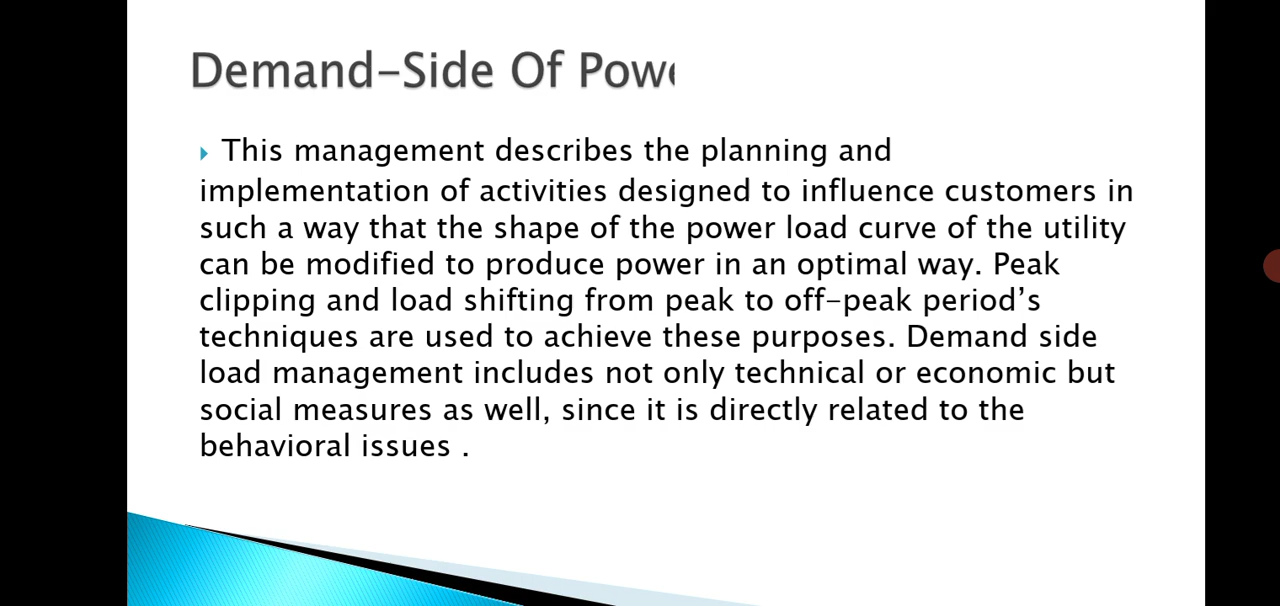 Demand-Side Of Pow
This management describes the planning and
implementation of activities designed to influence customers in
such a way that the shape of the power load curve of the utility
can be modified to produce power in an optimal way. Peak
clipping and load shifting from peak to off-peak period’s
techniques are used to achieve these purposes. Demand side
load management includes not only technical or economic but
social measures as well, since it is directly related to the
behavioral issues .